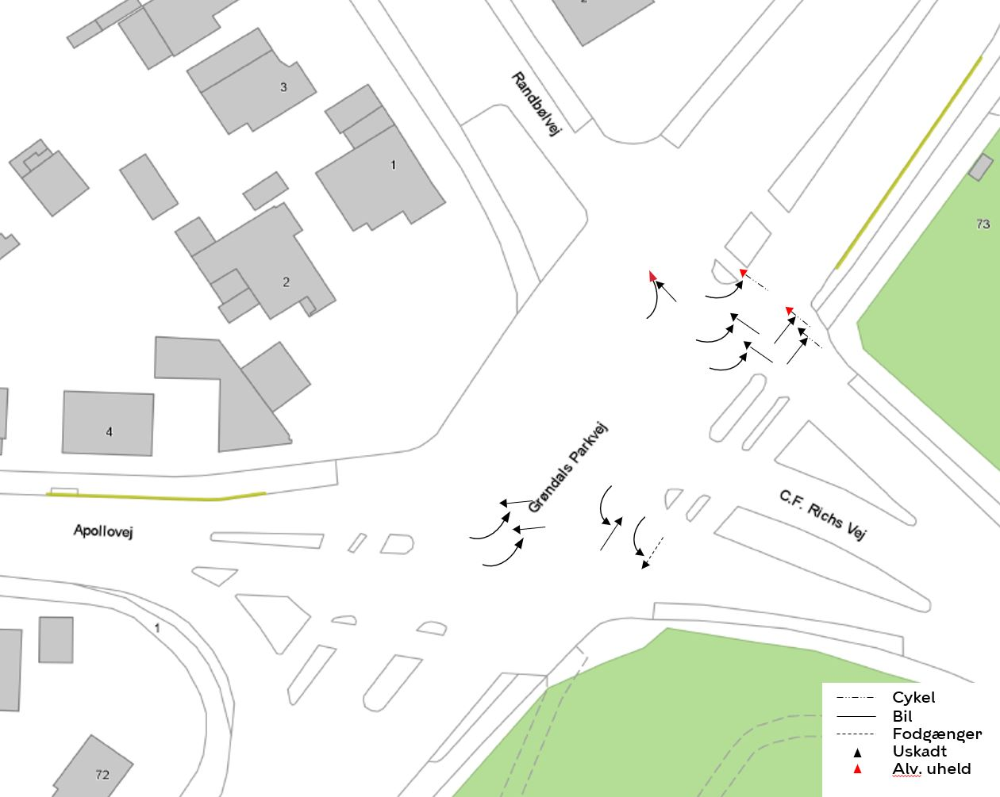 2
3
Randbølvej
1
73
2
4
Grøndals Parkvej
C.F. Richs Vej
Apollovej
1
72
Cykel
Bil
Fodgænger
Uskadt
Alv. uheld